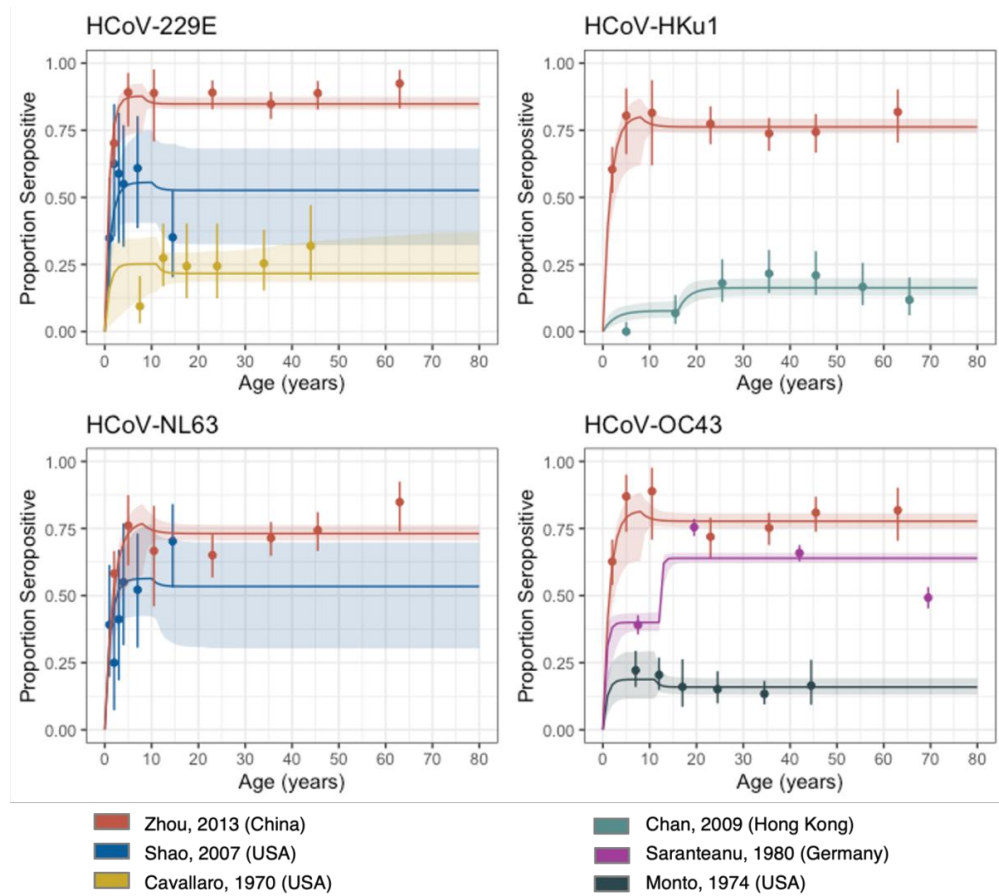 HCoV-229E
1.00
0.75
0.50
0.25
0.00
Proportion Seropositive
0 10 20 30 40 50 60 70 80
Age (years)
HCoV-HKu1
1.00
0.75
0.50
0.25
0.00
Proportion Seropositive
0 10 20 30 40 50 60 70 80
Age (years)
HCoV-NL63
1.00
0.75
0.50
0.25
0.00
Proportion Seropositive
0 10 20 30 40 50 60 70 80
Age (years)
HCoV-OC43
1.00
0.75
0.50
0.25
0.00
Proportion Seropositive
0 10 20 30 40 50 60 70 80
Age (years)
Zhou, 2013 (China)
Shao, 2007 (USA)
Cavallaro, 1970 (USA)
Chan, 2009 (Hong Kong)
Saranteanu, 1980 (Germany)
Monto, 1974 (USA)